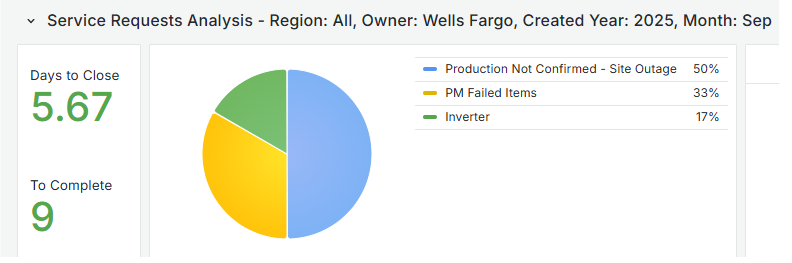 Service Requests Analysis - Region: All, Owner: Wells Fargo, Created Year: 2025, Month: Sep
Days to Close
5.67
To Complete
9
Production Not Confirmed - Site Outage 50%
PM Failed Items 33%
Inverter 17%